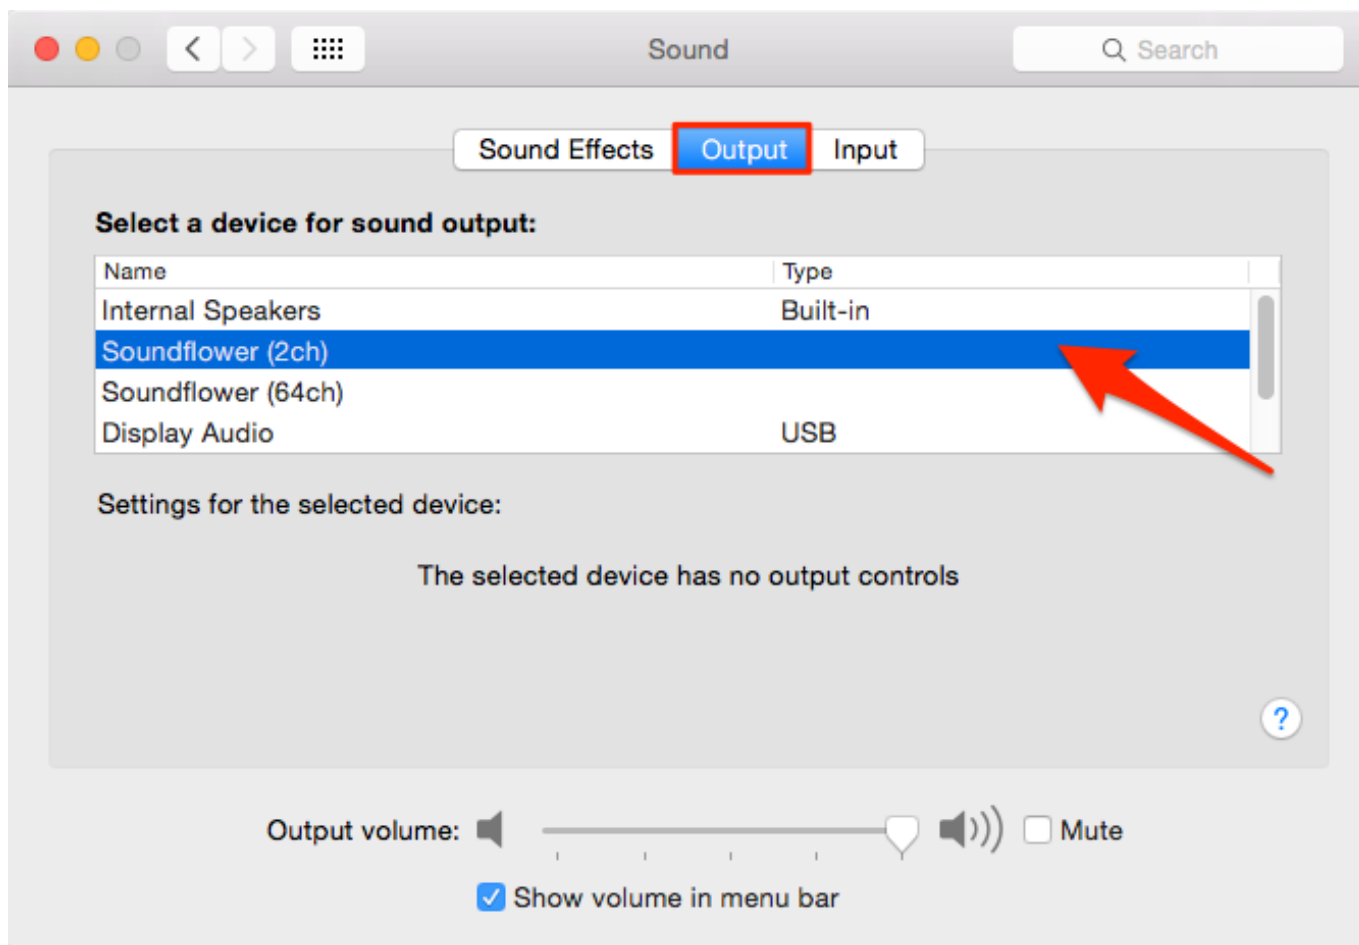 Sound
Search
Sound Effects Output Input
Select a device for sound output:
Name Type
Internal Speakers Built-in
Soundflower (2ch)
Soundflower (64ch)
Display Audio USB
Settings for the selected device:
The selected device has no output controls
?
Output volume: Mute
Show volume in menu bar